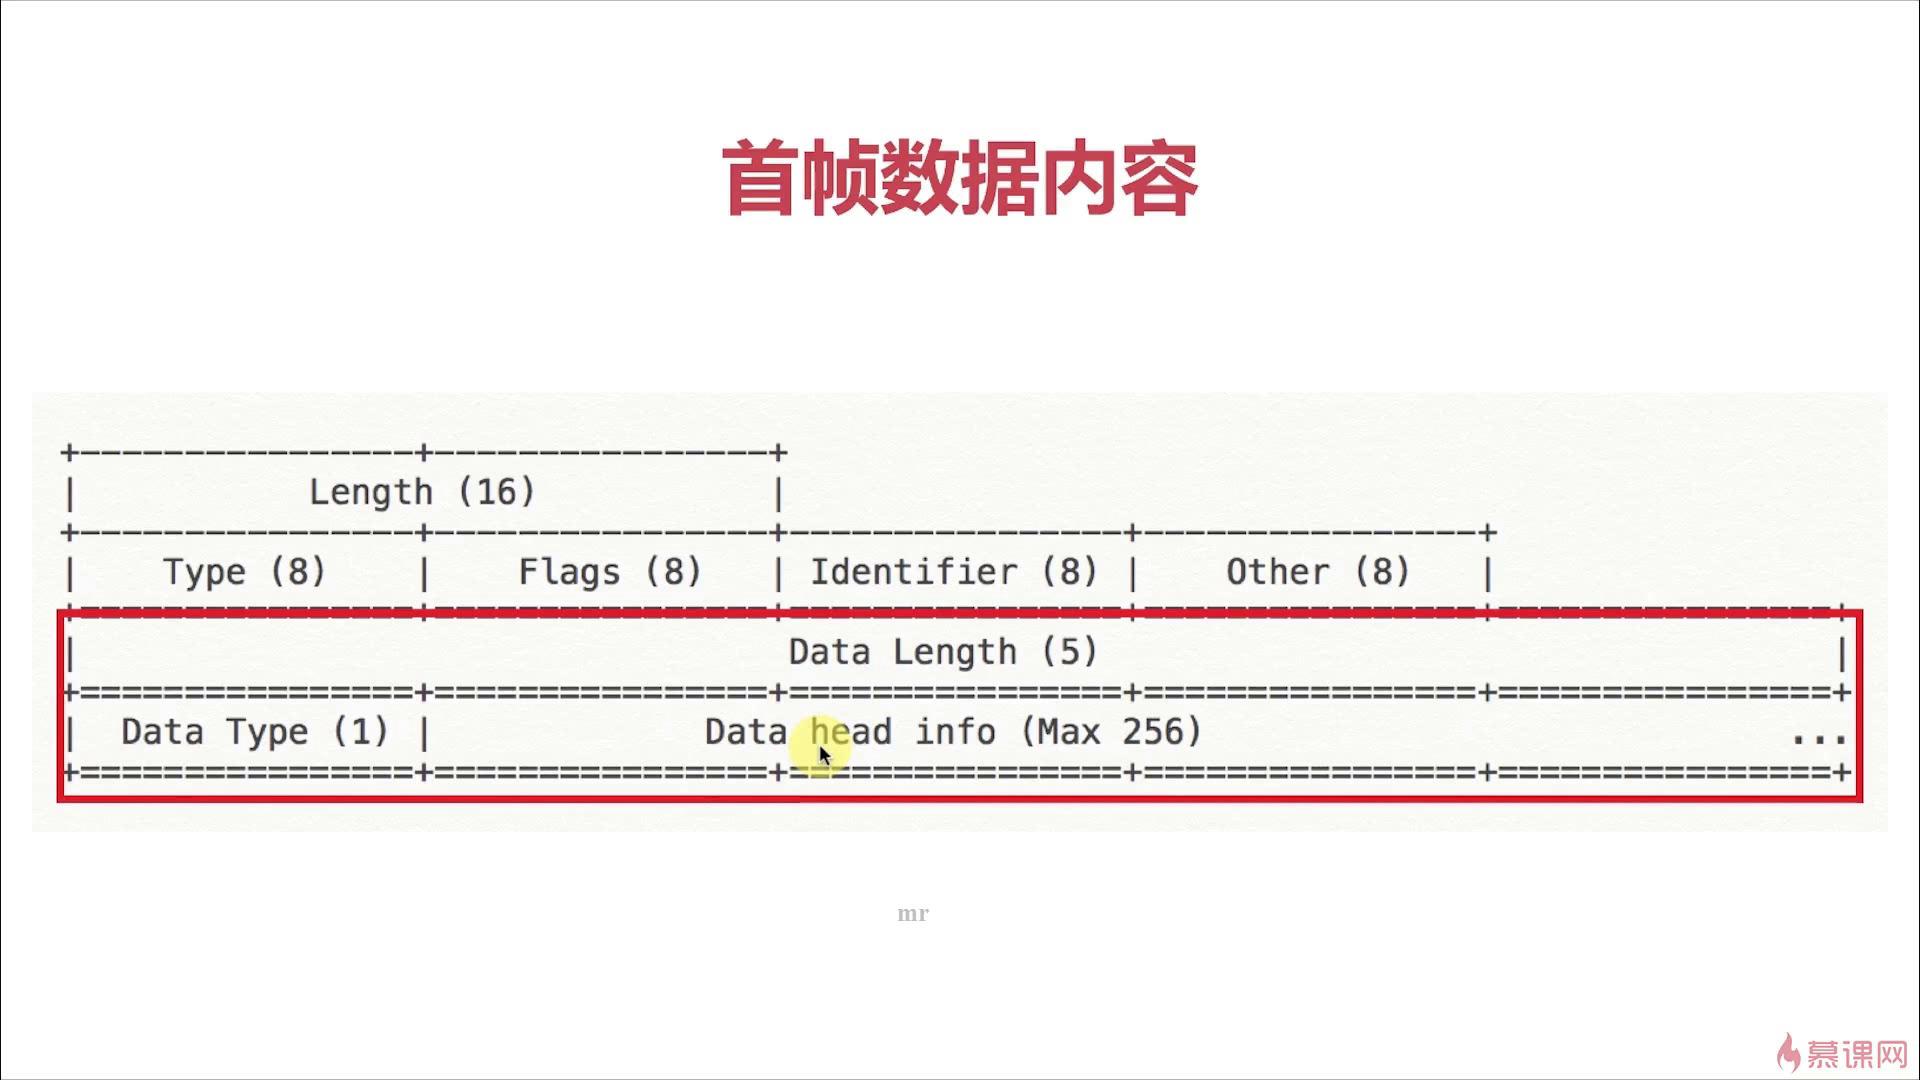 首帧数据内容
Length (16)
Type (8) | Flags (8) | Identifier (8) | Other (8) |
Data Length (5)
Data Type (1) | Data head info (Max 256) ...
mr
慕课网